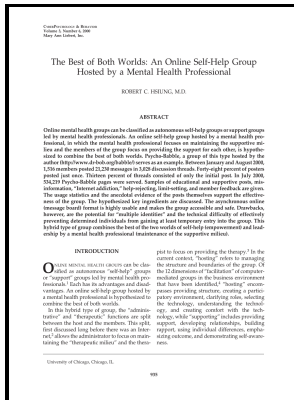 CYBERPSYCHOLOGY & BEHAVIOR
Volume 3, Number 6, 2000
Mary Ann Liebert, Inc.
The Best of Both Worlds: An Online Self-Help Group
Hosted by a Mental Health Professional
ROBERT C. HSIUNG, M.D.
ABSTRACT
Online mental health groups can be classified as autonomous self-help groups or support groups
led by mental health professionals. An online self-help group hosted by a mental health pro-
fessional, in which the mental health professional focuses on maintaining the supportive mi-
lieu and the members of the group focus on providing the support for each other, is hypothe-
sized to combine the best of both worlds. Psycho-Babble, a group of this type hosted by the
author (http://www.dr-bob.org/babble/) serves as an example. Between January and August 2000,
1,516 members posted 21,230 messages in 3,028 discussion threads. Forty-eight percent of posters
posted just once. Thirteen percent of threads consisted of only the initial post. In July 2000,
534,219 Psycho-Babble pages were served. Samples of educational and supportive posts, mis-
information, "Internet addiction," help-rejecting, limit-setting, and member feedback are given.
The usage statistics and the anecdotal evidence of the posts themselves support the effective-
ness of the group. The hypothesized key ingredients are discussed. The asynchronous online
message board format is highly usable and makes the group accessible and safe. Drawbacks,
however, are the potential for "multiple identities" and the technical difficulty of effectively
preventing determined individuals from gaining at least temporary entry into the group. This
hybrid type of group combines the best of the two worlds of self-help (empowerment) and lead-
ership by a mental health professional (maintenance of the supportive milieu).
INTRODUCTION
ONLINE MENTAL HEALTH GROUPS can be clas-
sified as autonomous "self-help" groups
or "support" groups led by mental health profes-
sionals.1 Each has its advantages and disad-
vantages. An online self-help group hosted by
a mental health professional is hypothesized to
combine the best of both worlds.
In this hybrid type of group, the "adminis-
trative" and "therapeutic" functions are split
between the host and the members. This split,
first discussed long before there was an Inter-
net,2 allows the administrator to focus on main-
taining the "therapeutic milieu" and the thera-
pist to focus on providing the therapy.3 In the
current context, "hosting" refers to managing
the structure and boundaries of the group. Of
the 12 dimensions of "facilitation" of computer-
mediated groups in the business environment
that have been identified,4 "hosting" encom-
passes providing structure, creating a partici-
patory environment, clarifying roles, selecting
the technology, understanding the technol-
ogy, and creating comfort with the tech-
nology, while "supporting" includes providing
support, developing relationships, building
rapport, using individual differences, empha-
sizing outcome, and demonstrating self-aware-
ness.
University of Chicago, Chicago, IL.
935